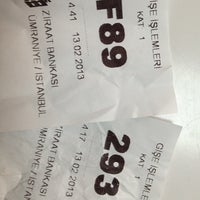 GİŞE İŞLEMLERİ
KAT: 1
F89
4:41 13.02.2013
ZİRAAT BANKASI
ÜMRANİYE / İSTANBUL
GİŞE İŞLEMLERİ
KAT: 1
293
4:17 13.02.2013
ZİRAAT BANKASI
ÜMRANİYE / İSTANBUL